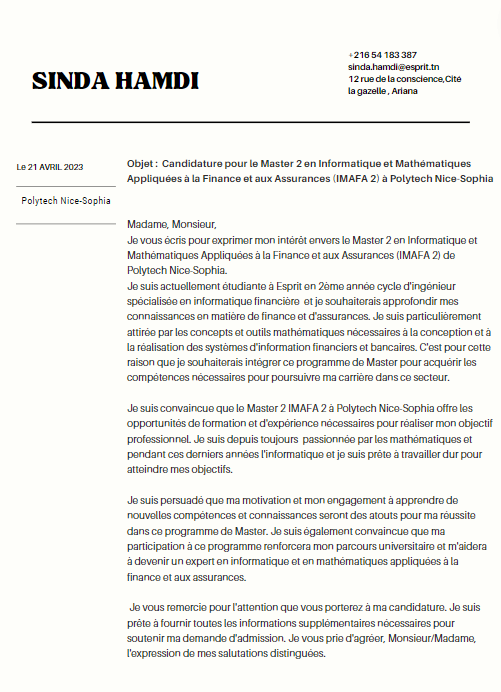 +216 54 183 387
sinda.hamdi@esprit.tn
12 rue de la conscience,Cité
la gazelle , Ariana
SINDA HAMDI
Le 21 AVRIL 2023
Polytech Nice-Sophia
Objet : Candidature pour le Master 2 en Informatique et Mathématiques
Appliquées à la Finance et aux Assurances (IMAFA 2) à Polytech Nice-Sophia
Madame, Monsieur,
Je vous écris pour exprimer mon intérêt envers le Master 2 en Informatique et
Mathématiques Appliquées à la Finance et aux Assurances (IMAFA 2) de
Polytech Nice-Sophia.
Je suis actuellement étudiante à Esprit en 2ème année cycle d'ingénieur
spécialisée en informatique financière et je souhaiterais approfondir mes
connaissances en matière de finance et d'assurances. Je suis particulièrement
attirée par les concepts et outils mathématiques nécessaires à la conception et à
la réalisation des systèmes d'information financiers et bancaires. C'est pour cette
raison que je souhaiterais intégrer ce programme de Master pour acquérir les
compétences nécessaires pour poursuivre ma carrière dans ce secteur.
Je suis convaincue que le Master 2 IMAFA 2 à Polytech Nice-Sophia offre les
opportunités de formation et d'expérience nécessaires pour réaliser mon objectif
professionnel. Je suis depuis toujours passionnée par les mathématiques et
pendant ces derniers années l'informatique et je suis prête à travailler dur pour
atteindre mes objectifs.
Je suis persuadé que ma motivation et mon engagement à apprendre de
nouvelles compétences et connaissances seront des atouts pour ma réussite
dans ce programme de Master. Je suis également convaincue que ma
participation à ce programme renforcera mon parcours universitaire et m'aidera
à devenir un expert en informatique et en mathématiques appliquées à la
finance et aux assurances.
Je vous remercie pour l'attention que vous porterez à ma candidature. Je suis
prête à fournir toutes les informations supplémentaires nécessaires pour
soutenir ma demande d'admission. Je vous prie d'agréer, Monsieur/Madame,
l'expression de mes salutations distinguées.